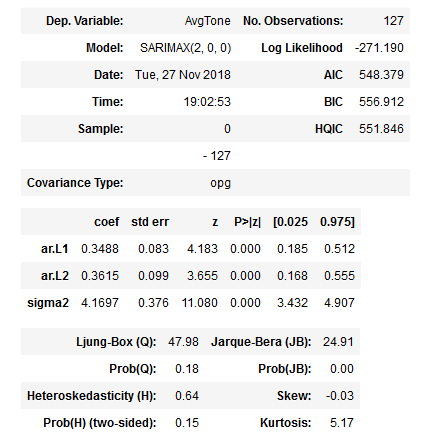 Dep. Variable: AvgTone No. Observations: 127
Model: SARIMAX(2, 0, 0) Log Likelihood -271.190
Date: Tue, 27 Nov 2018 AIC 548.379
Time: 19:02:53 BIC 556.912
Sample: 0 HQIC 551.846
- 127
Covariance Type: opg
coef std err z P>|z| [0.025 0.975]
ar.L1 0.3488 0.083 4.183 0.000 0.185 0.512
ar.L2 0.3615 0.099 3.655 0.000 0.168 0.555
sigma2 4.1697 0.376 11.080 0.000 3.432 4.907
Ljung-Box (Q): 47.98 Jarque-Bera (JB): 24.91
Prob(Q): 0.18 Prob(JB): 0.00
Heteroskedasticity (H): 0.64 Skew: -0.03
Prob(H) (two-sided): 0.15 Kurtosis: 5.17